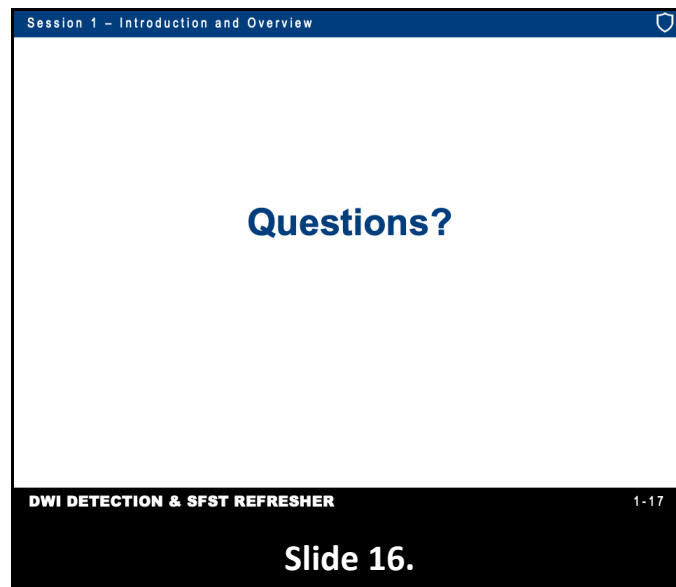 Session 1 – Introduction and Overview
Questions?
DWI DETECTION & SFST REFRESHER
1-17
Slide 16.